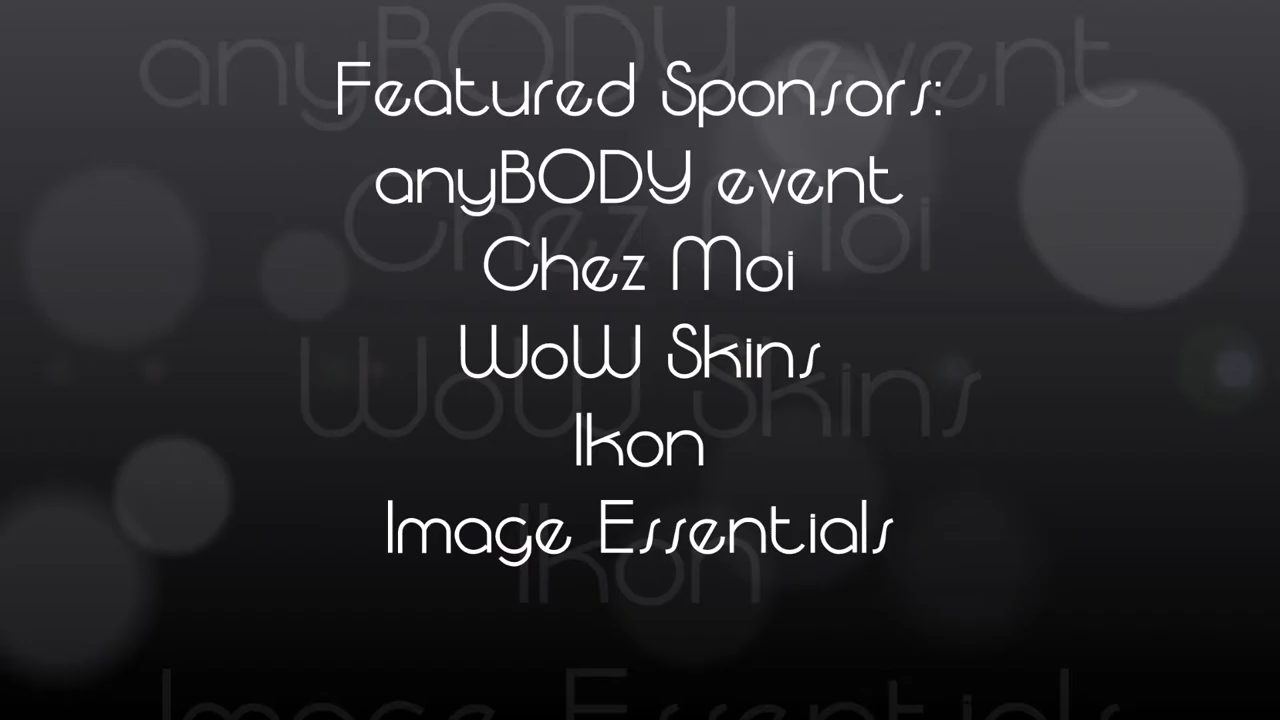 Featured Sponsors:
anyBODY event
Chez Moi
WoW Skins
Ikon
Image Essentials